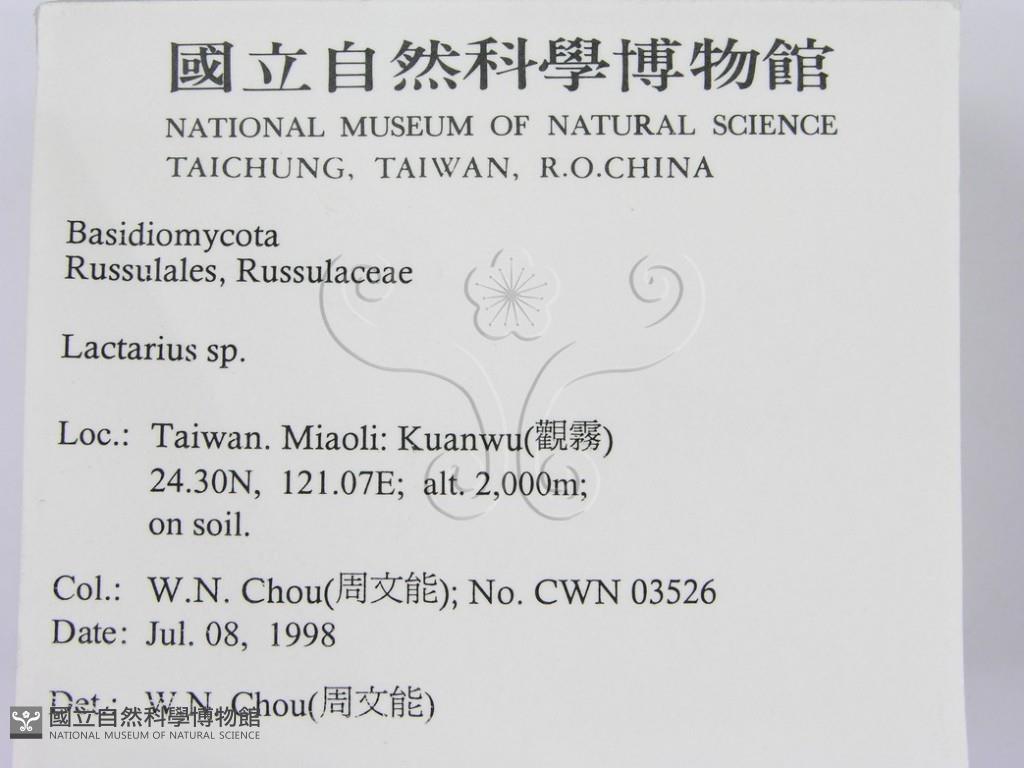 國立自然科學博物館
NATIONAL MUSEUM OF NATURAL SCIENCE
TAICHUNG, TAIWAN, R.O.CHINA
Basidiomycota
Russulales, Russulaceae
Lactarius sp.
Loc.: Taiwan. Miaoli: Kuanwu(觀霧)
24.30N, 121.07E; alt. 2,000m;
on soil.
Col.: W.N. Chou(周文能); No. CWN 03526
Date: Jul. 08, 1998
Det.: W.N. Chou(周文能)
國立自然科學博物館
NATIONAL MUSEUM OF NATURAL SCIENCE